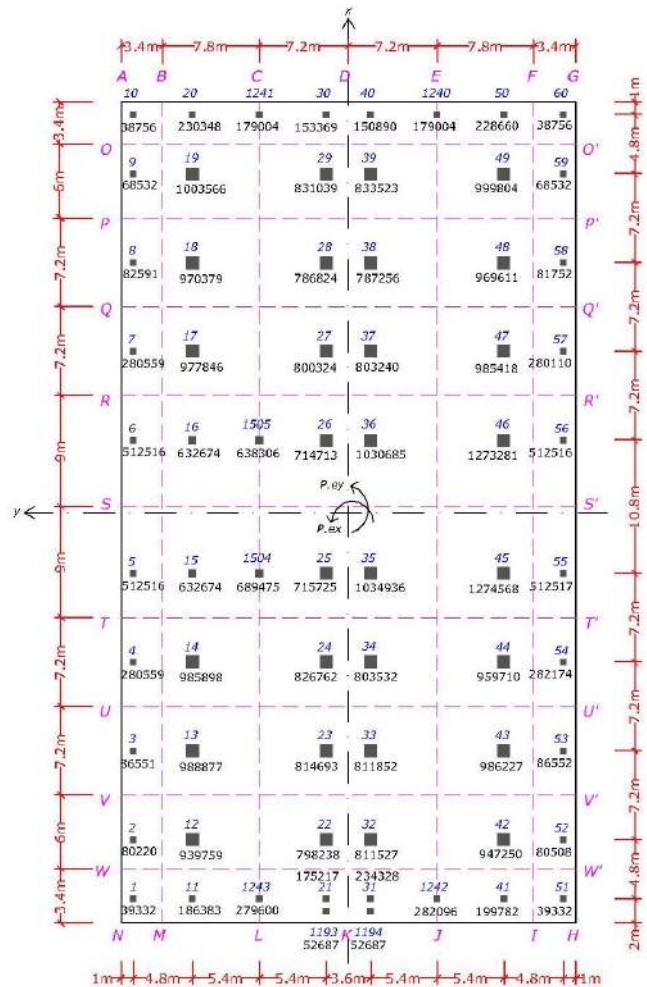 x
3.4m 7.8m 7.2m 7.2m 7.8m 3.4m
A B C D E F G
10 20 1241 30 40 1240 50 60
1m
38756 230348 179004 153369 150890 179004 228660 38756
3.4m
4.8m
O O'
9 19 29 39 49 59
68532 1003566 831039 833523 999804 68532
6m
7.2m
P P'
8 18 28 38 48 58
82591 970379 786824 787256 969611 81752
7.2m
7.2m
Q Q'
7 17 27 37 47 57
280559 977846 800324 803240 985418 280110
7.2m
7.2m
R R'
6 16 1505 26 36 46 56
512516 632674 638306 714713 1030685 1273281 512516
9m
P.ey
S S'
10.8m
y
P.ex
5 15 1504 25 35 45 55
512516 632674 689475 715725 1034936 1274568 512517
9m
T T'
7.2m
4 14 24 34 44 54
280559 985898 826762 803532 959710 282174
7.2m
U U'
7.2m
3 13 23 33 43 53
86551 988877 814693 811852 986227 86552
7.2m
V V'
7.2m
2 12 22 32 42 52
80220 939759 798238 811527 947250 80508
6m
W W'
175217 234328
4.8m
1 11 1243 21 31 1242 41 51
39332 186383 279600 282096 199782 39332
3.4m
2m
N M L 1193 K 1194 J I H
52687 52687
1m 4.8m 5.4m 5.4m 3.6m 5.4m 5.4m 4.8m 1m